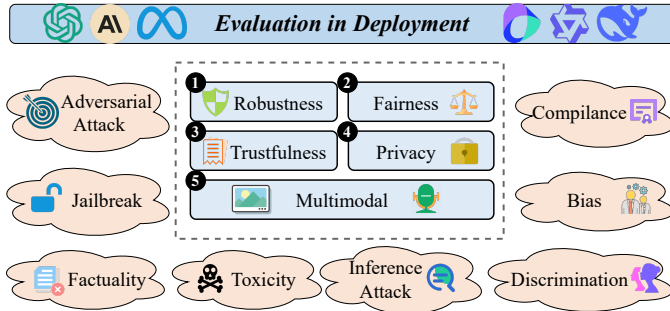 AI Evaluation in Deployment
1 Robustness
2 Fairness
3 Trustfulness
4 Privacy
5 Multimodal
Adversarial
Attack
Jailbreak
Factuality
Toxicity
Inference
Attack
Compilance
Bias
Discrimination